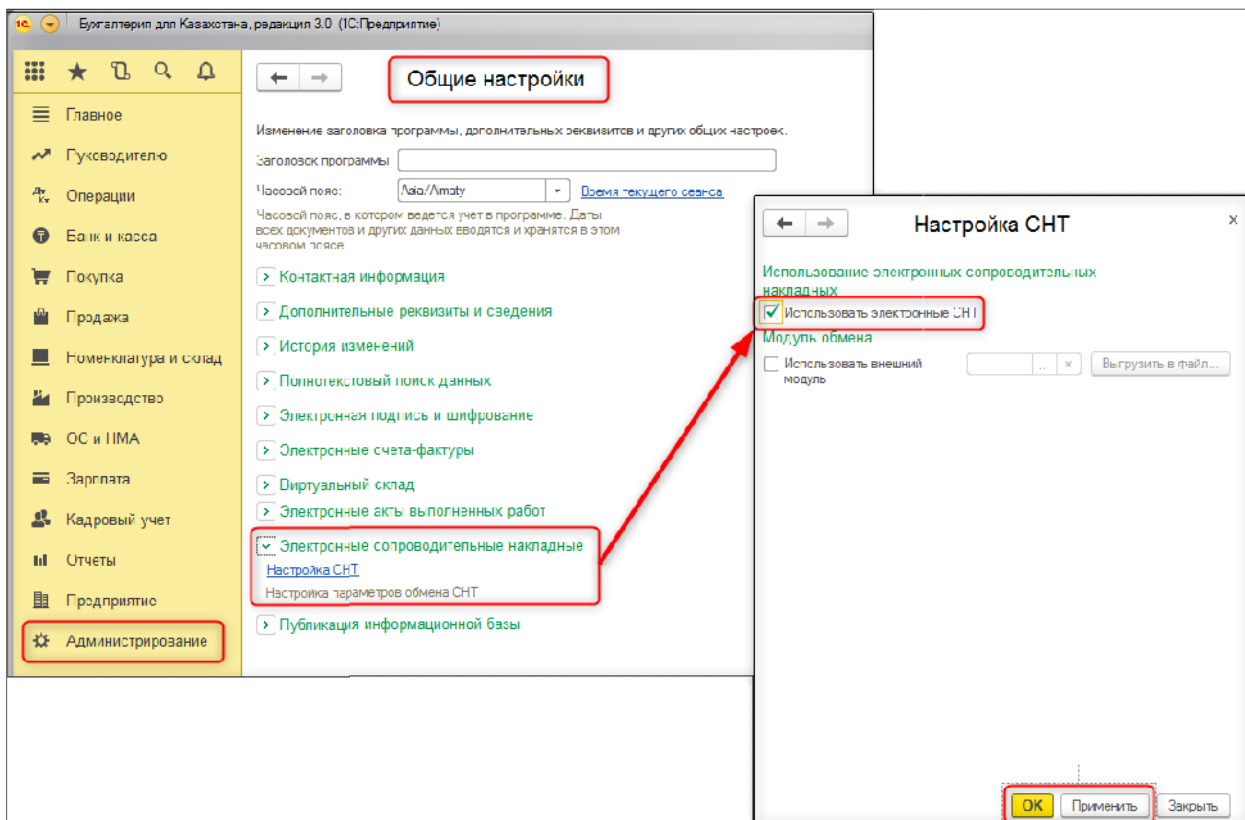 Бухгалтерия для Казахстана, редакция 3.0 (1С:Предприятие)
Главное
Руководителю
Операции
Банк и касса
Покупка
Продажа
Номенклатура и склад
Производство
ОС и НМА
Зарплата
Кадровый учет
Отчеты
Предприятие
Администрирование
Общие настройки
Изменение заголовка программы, дополнительных реквизитов и других общих настроек.
Заголовок программы
Часовой пояс: Asia/Almaty Время текущего сеанса
Часовой пояс, в котором ведется учет в программе. Даты
всех документов и других данных вводятся и хранятся в этом
часовом поясе
Контактная информация
Дополнительные реквизиты и сведения
История изменений
Полнотекстовый поиск данных
Электронная подпись и шифрование
Электронные счета-фактуры
Виртуальный склад
Электронные акты выполненных работ
Электронные сопроводительные накладные
Настройка СНТ
Настройка параметров обмена СНТ
Публикация информационной базы
Настройка СНТ
Использование электронных сопроводительных
накладных
Использовать электронные СНТ
Модуль обмена
Использовать внешний
модуль
Выгрузить в файл...
OK Применить Закрыть